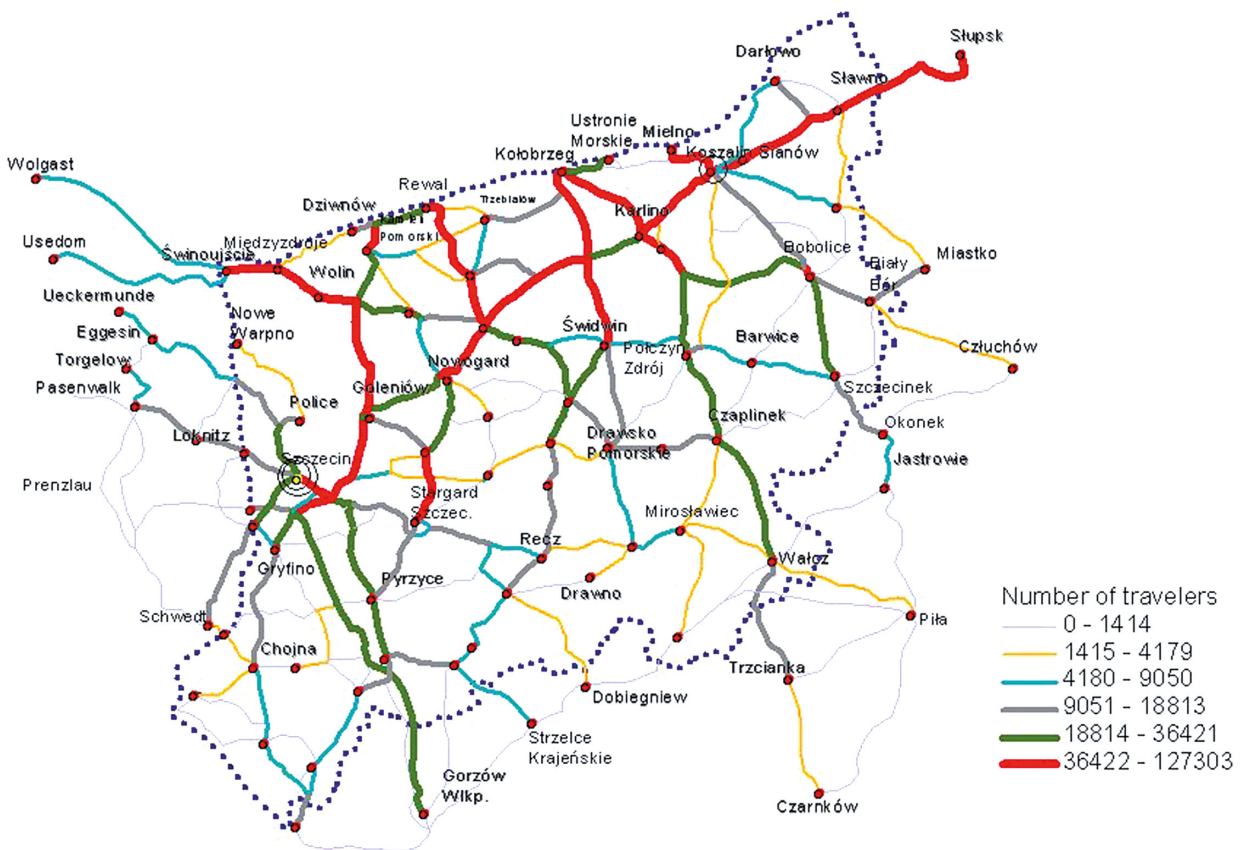 Słupsk
Darłowo
Sławno
Ustronie
Morskie
Mielno
Koszalin Sianów
Kołobrzeg
Wolgast
Rewal
Trzebiatów
Dziwnów
Kamień
Pomorski
Karlino
Usedom
Międzyzdroje
Świnoujście
Wolin
Bobolice
Biały
Bór
Miastko
Ueckermunde
Nowe
Warpno
Eggesin
Świdwin
Barwice
Torgelow
Nowogard
Połczyn
Zdrój
Człuchów
Pasenwalk
Goleniów
Szczecinek
Police
Czaplinek
Okonek
Loknitz
Drawsko
Pomorskie
Szszecin
Jastrowie
Prenzlau
Stargard
Szczec.
Mirosławiec
Recz
Wałcz
Gryfino
Pyrzyce
Drawno
Schwedt
Piła
Chojna
Trzcianka
Dobiegniew
Strzelce
Krajeńskie
Gorzów
Wlkp.
Czarnków
Number of travelers
0 - 1414
1415 - 4179
4180 - 9050
9051 - 18813
18814 - 36421
36422 - 127303